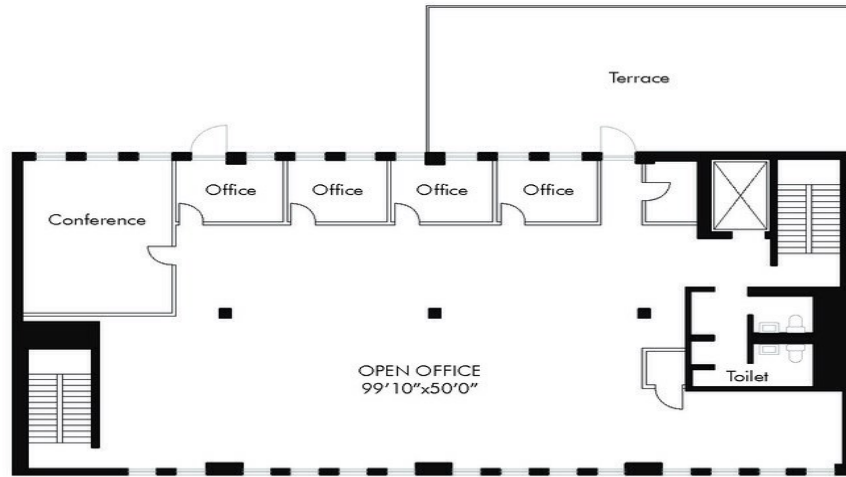 Terrace
Office
Office
Office
Office
Conference
OPEN OFFICE
99'10"x50'0"
Toilet